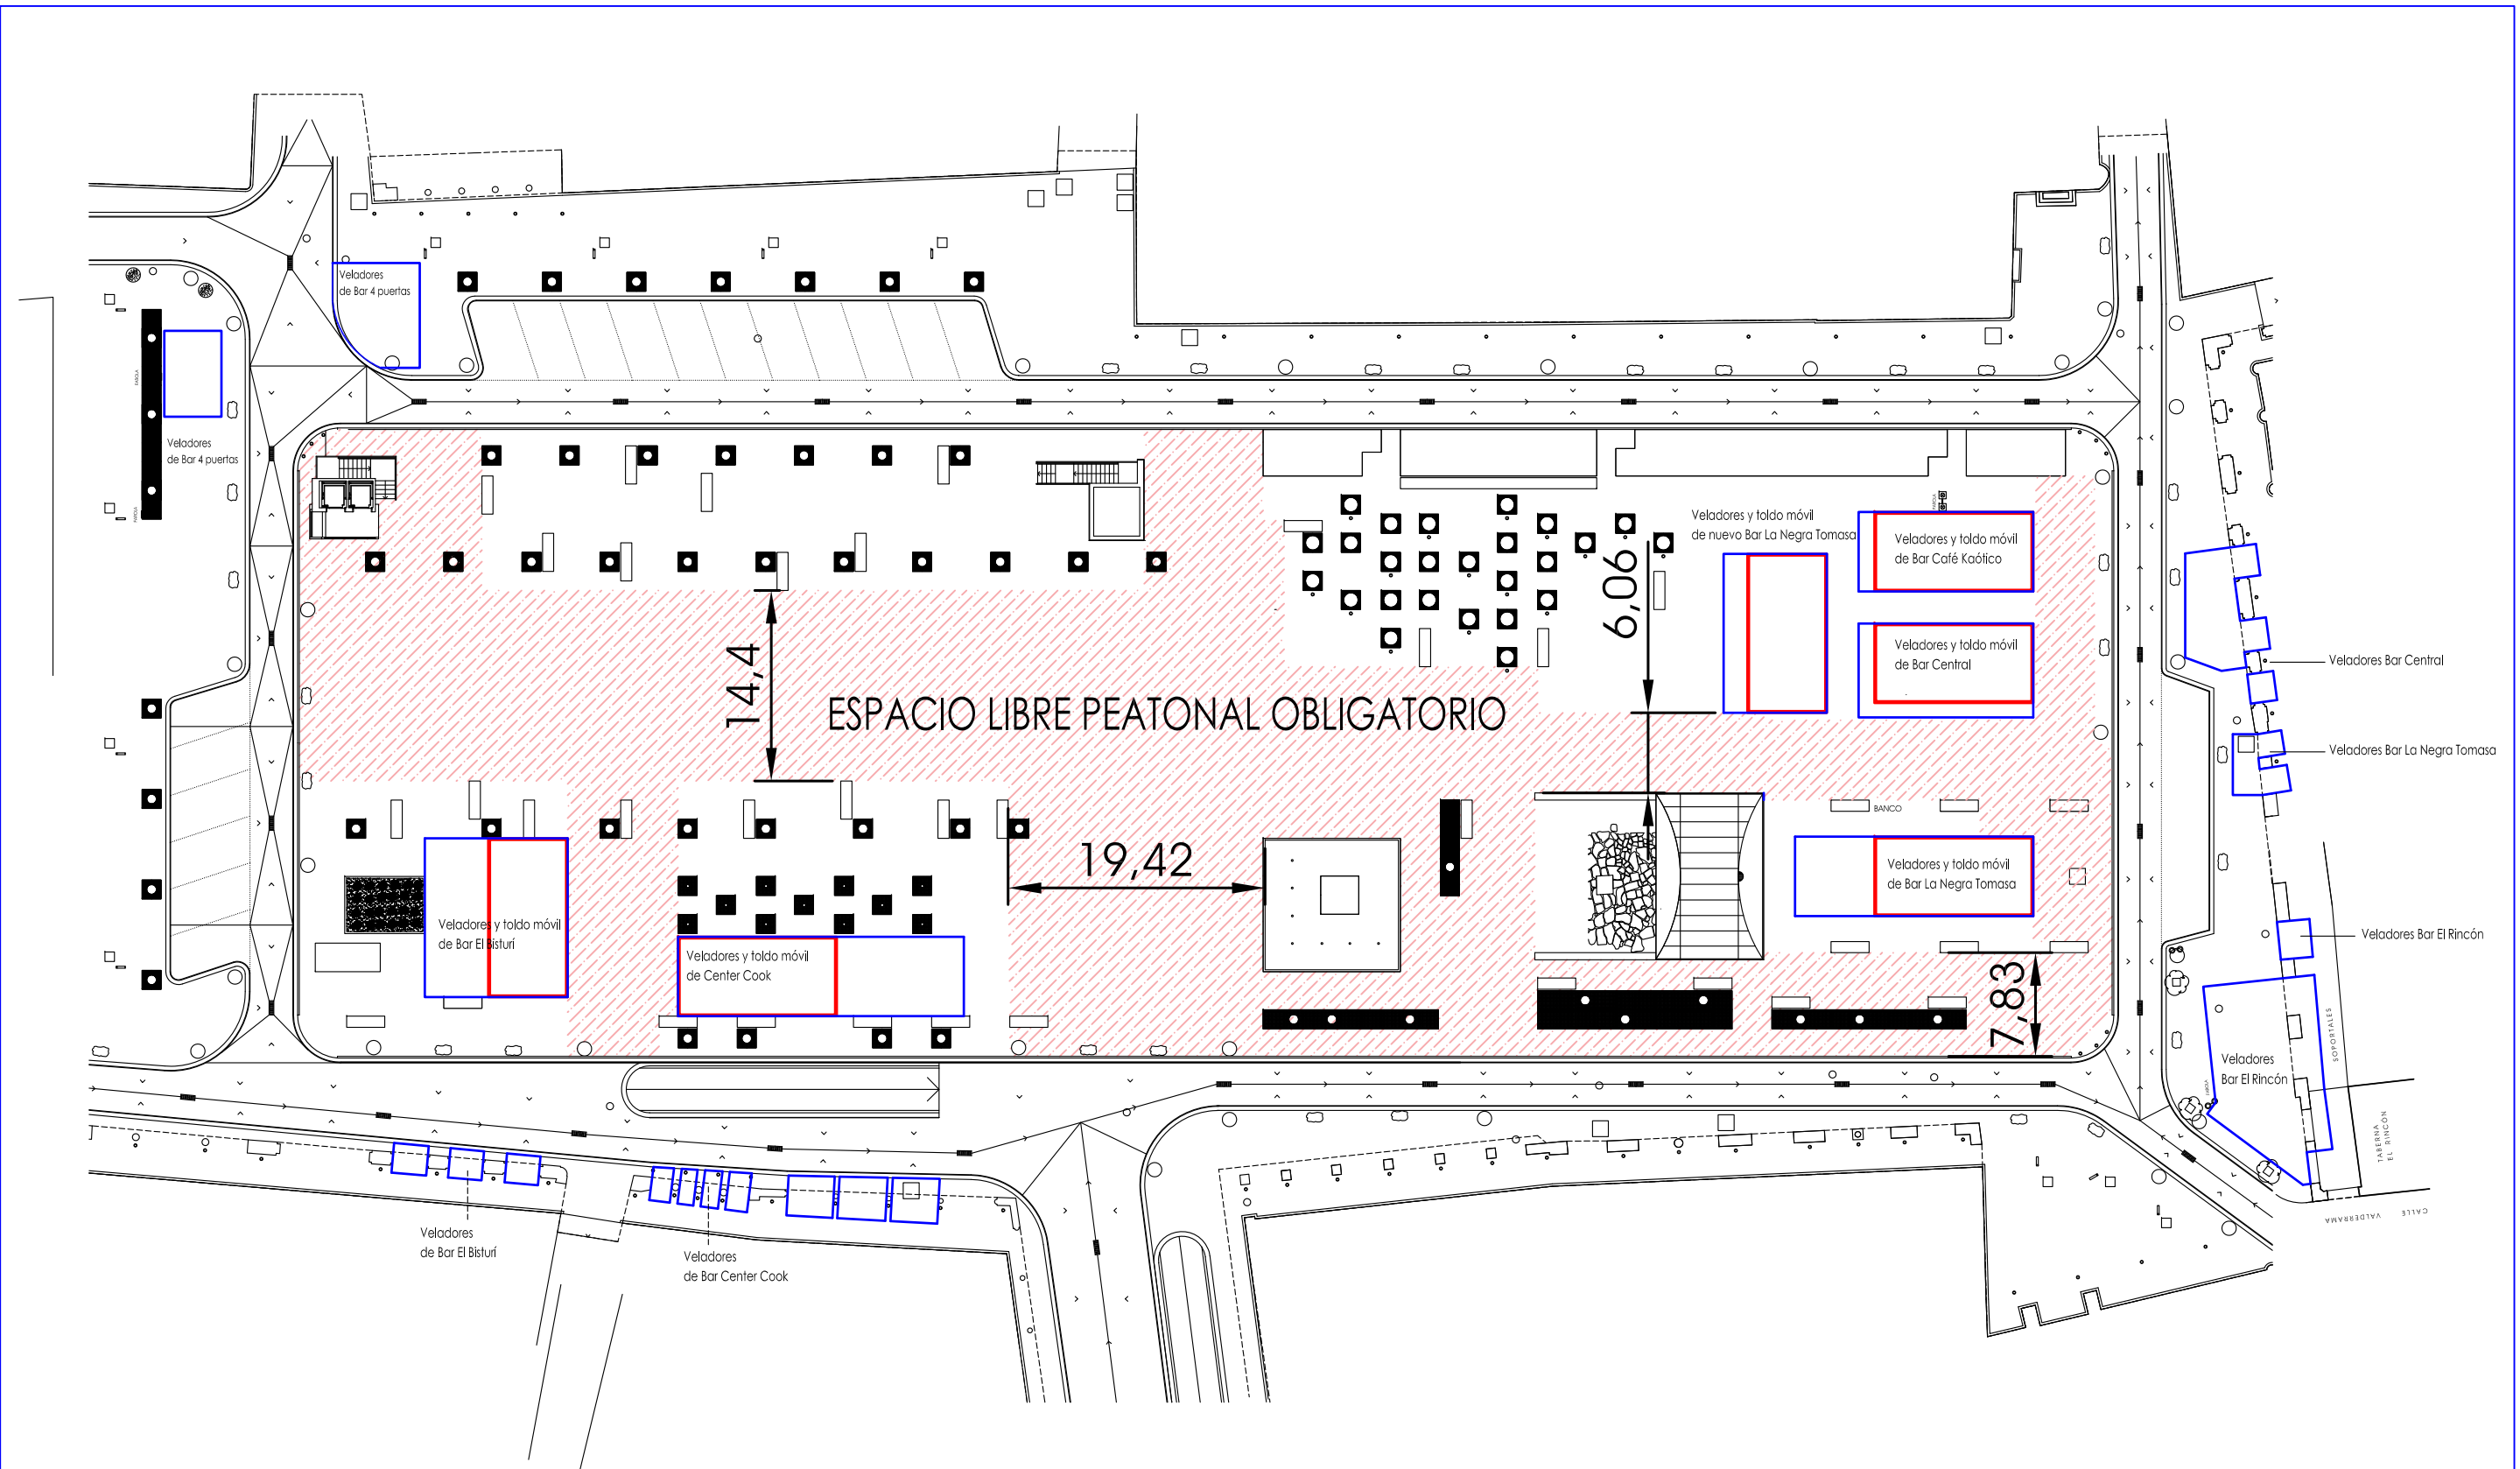 Veladores
de Bar 4 puertas
FAROLA
Veladores
de Bar 4 puertas
FAROLA
Veladores y toldo móvil
de nuevo Bar La Negra Tomasa
FAROLA
Veladores y toldo móvil
de Bar Café Kaótico
6,06
Veladores y toldo móvil
de Bar Central
14,4
ESPACIO LIBRE PEATONAL OBLIGATORIO
Veladores Bar Central
Veladores Bar La Negra Tomasa
BANCO
19,42
Veladores y toldo móvil
de Bar La Negra Tomasa
Veladores y toldo móvil
de Bar El Bisturí
Veladores y toldo móvil
de Center Cook
Veladores Bar El Rincón
7,83
SOPORTALES
Veladores
Bar El Rincón
FAROLA
TABERNA
EL RINCÓN
CALLE VALDERRAMA
Veladores
de Bar El Bisturí
Veladores
de Bar Center Cook